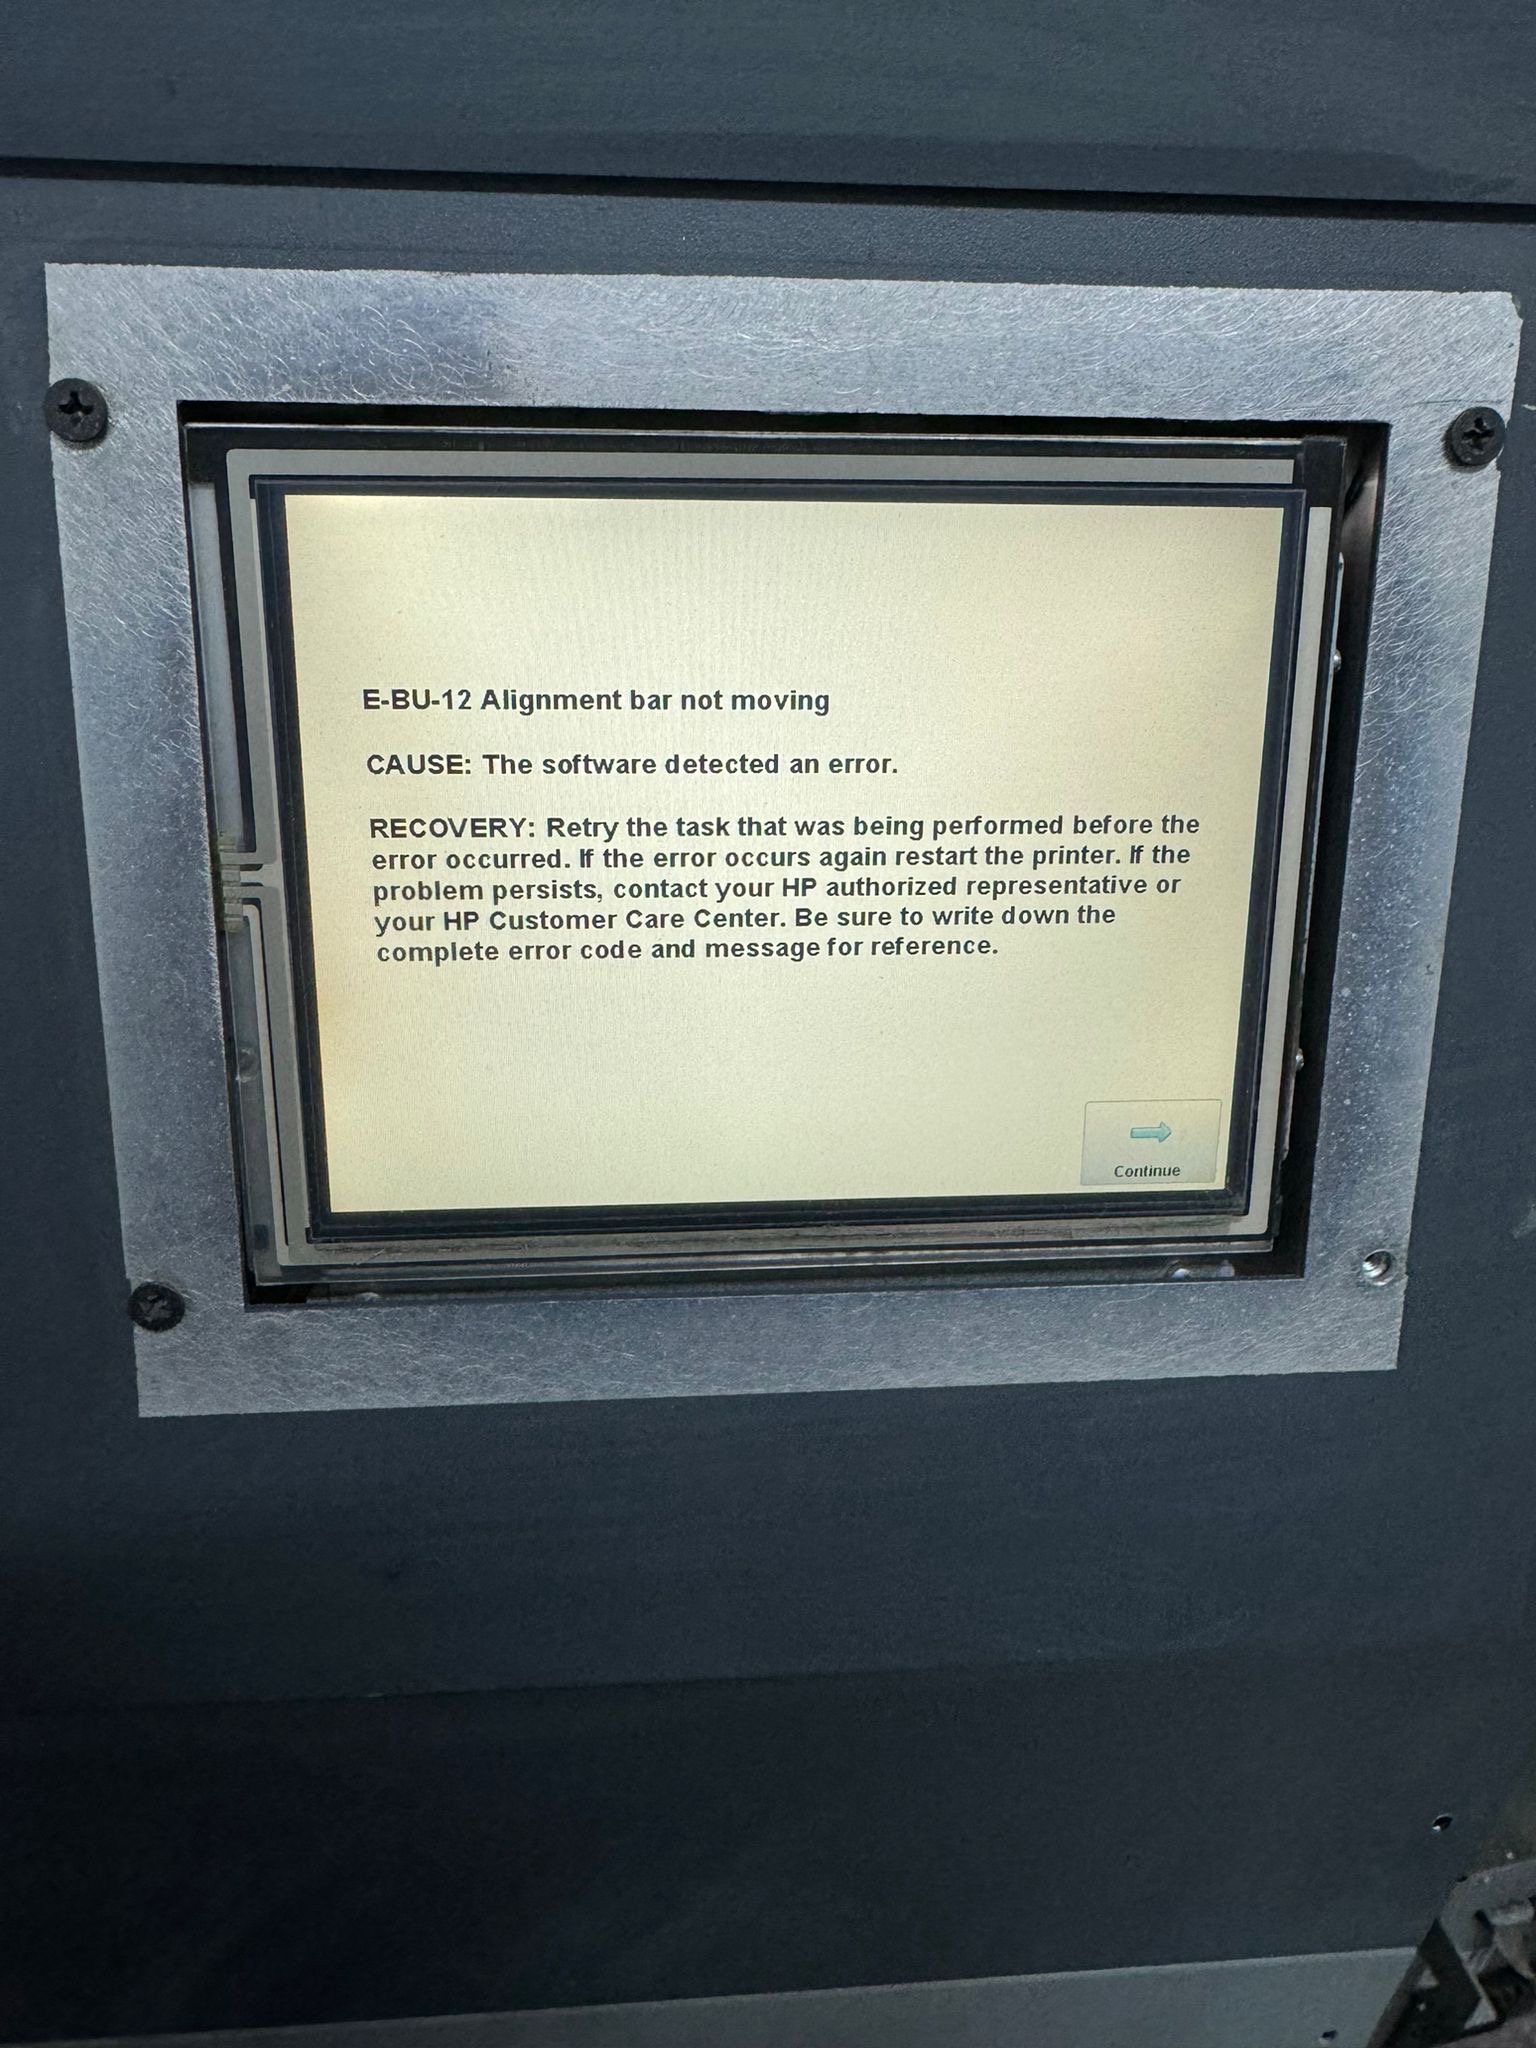 E-BU-12 Alignment bar not moving
CAUSE: The software detected an error.
RECOVERY: Retry the task that was being performed before the
error occurred. If the error occurs again restart the printer. If the
problem persists, contact your HP authorized representative or
your HP Customer Care Center. Be sure to write down the
complete error code and message for reference.
Continue